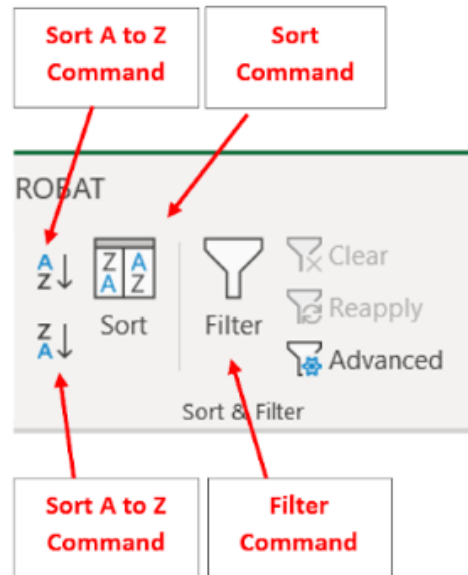 Sort A to Z
Command
Sort
Command
ROBAT
A
Z
Z A
A Z
Z
A
Sort
Filter
Clear
Reapply
Advanced
Sort & Filter
Sort A to Z
Command
Filter
Command